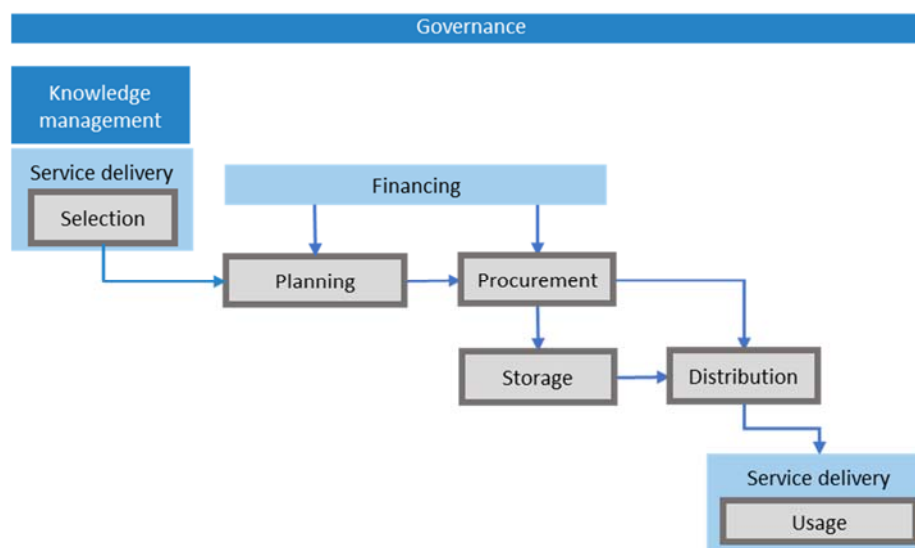 Governance
Knowledge
management
Service delivery
Selection
Financing
Planning
Procurement
Storage
Distribution
Service delivery
Usage